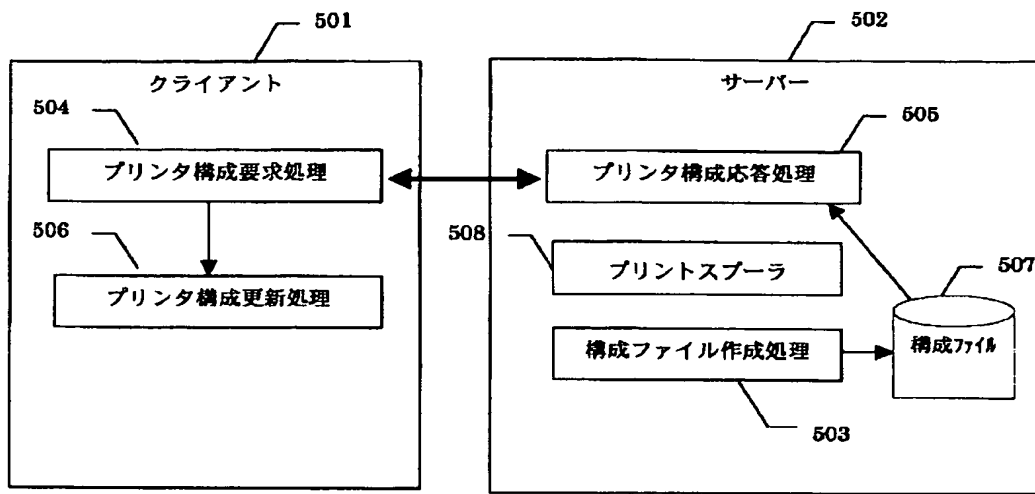 501
クライアント
504
プリンタ構成要求処理
506
プリンタ構成更新処理
502
サーバー
505
プリンタ構成応答処理
508
プリントスプーラ
507
構成ファイル作成処理
構成ファイル
503